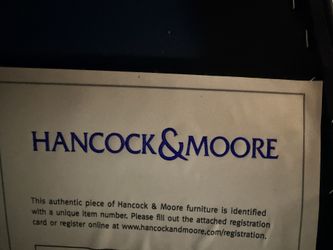 HANCOCK&MOORE
This authentic piece of Hancock & Moore furniture is identified
with a unique item number. Please fill out the attached registration
card or register online at www.hancockandmoore.com/registration.